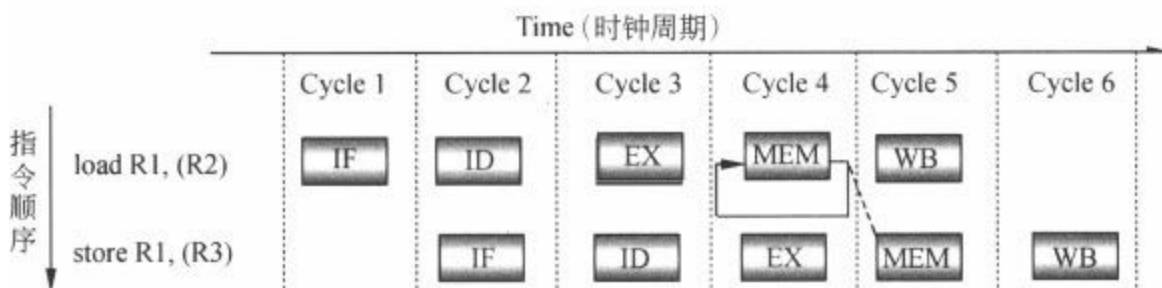 Time (时钟周期)
Cycle 1 Cycle 2 Cycle 3 Cycle 4 Cycle 5 Cycle 6
指令顺序
load R1, (R2) IF ID EX MEM WB
store R1, (R3) IF ID EX MEM WB